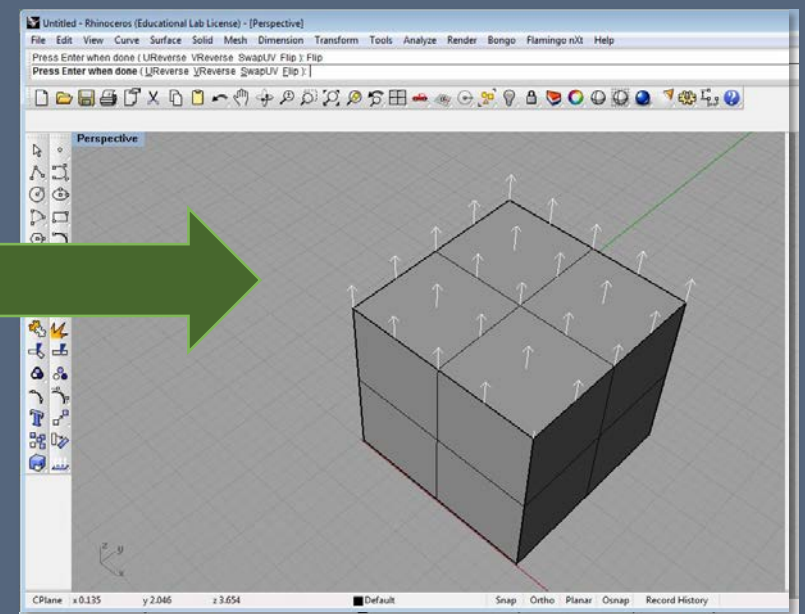 Untitled - Rhinoceros (Educational Lab License) - [Perspective]
File Edit View Curve Surface Solid Mesh Dimension Transform Tools Analyze Render Bongo Flamingo nXt Help
Press Enter when done ( UReverse VReverse SwapUV Flip ): Flip
Press Enter when done ( UReverse VReverse SwapUV Flip ):
Perspective
T
z y
x
CPlane x 0.135 y 2.046 z 3.654 Default Snap Ortho Planar Osnap Record History